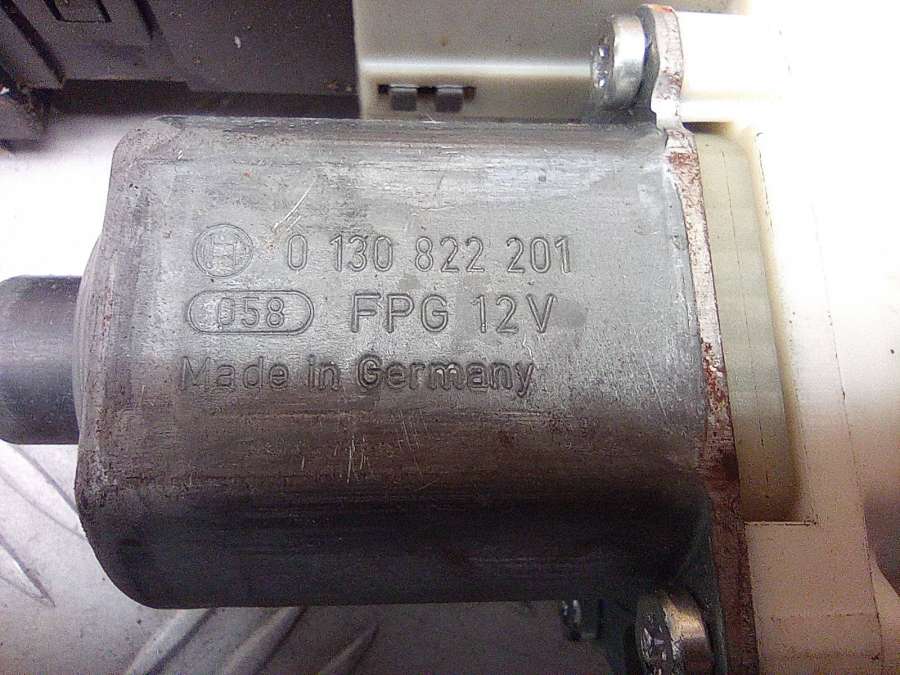 0 130 822 201
058 FPG 12V
Made in Germany